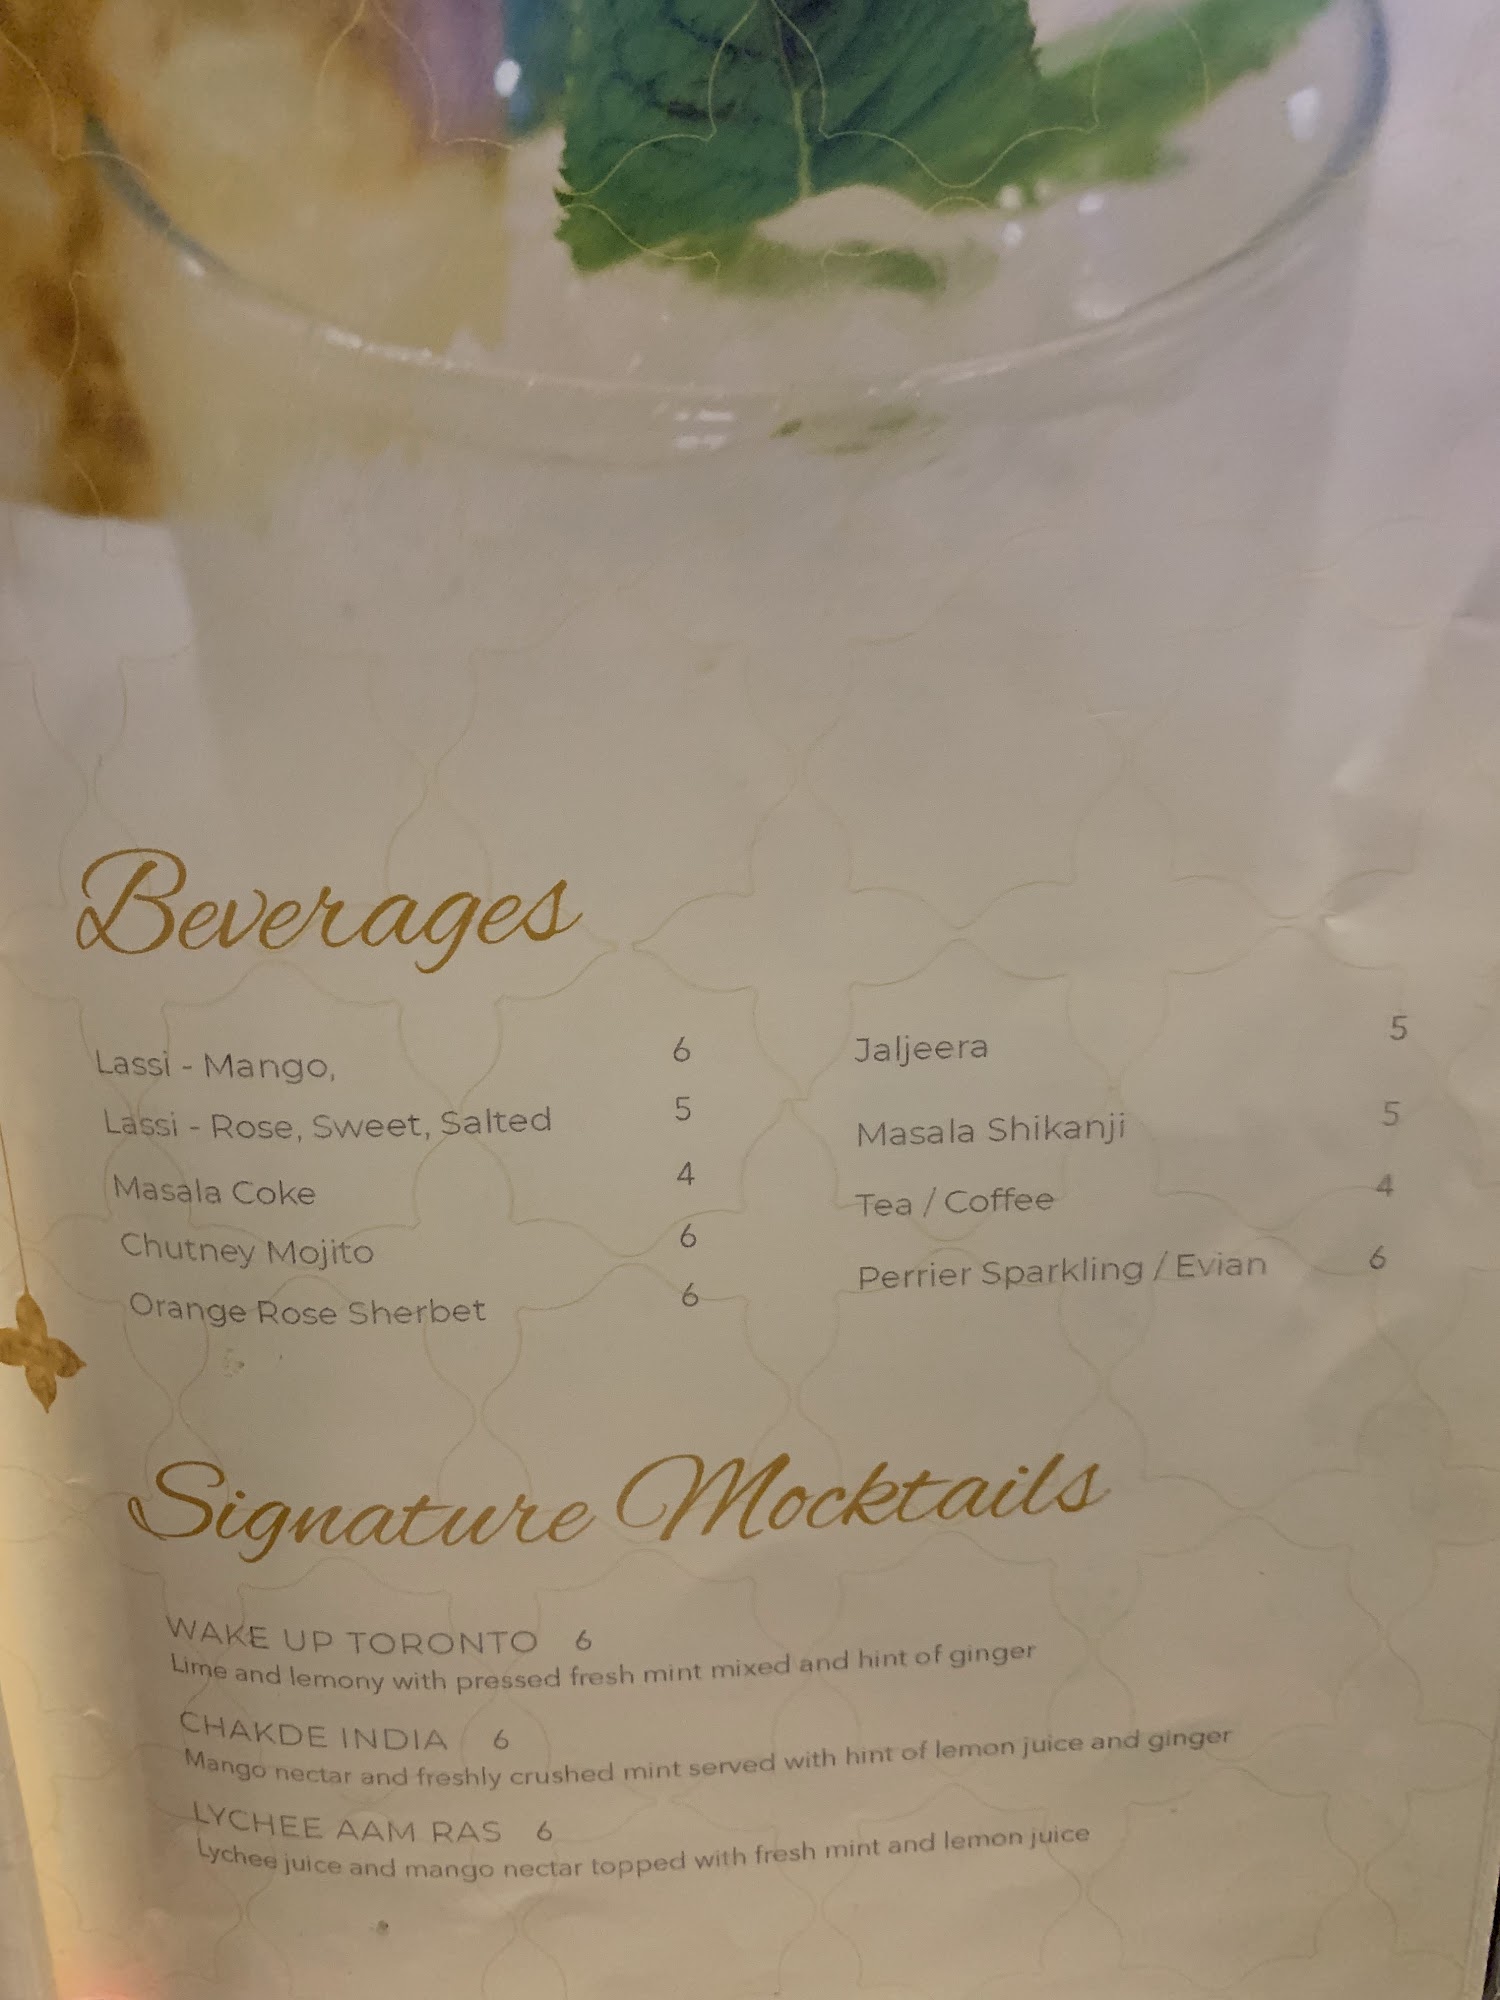 Beverages
Lassi - Mango, 6
Lassi - Rose, Sweet, Salted 5
Masala Coke 4
Chutney Mojito 6
Orange Rose Sherbet 6
Jaljeera 5
Masala Shikanji 5
Tea / Coffee 4
Perrier Sparkling / Evian 6
Signature Mocktails
WAKE UP TORONTO 6
Lime and lemony with pressed fresh mint mixed and hint of ginger
CHAKDE INDIA 6
Mango nectar and freshly crushed mint served with hint of lemon juice and ginger
LYCHEE AAM RAS 6
Lychee juice and mango nectar topped with fresh mint and lemon juice